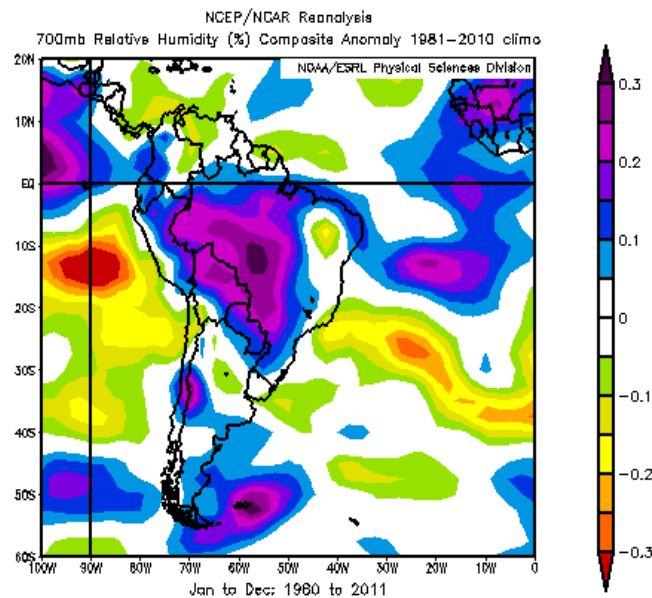 NCEP/NCAR Reanalysis
700mb Relative Humidity (%) Composite Anomaly 1981-2010 climo
NOAA/ESRL Physical Sciences Division
20N
10N
EQ
10S
20S
30S
40S
50S
60S
100W 90W 80W 70W 60W 50W 40W 30W 20W 10W 0
Jan to Dec: 1960 to 2011
0.3
0.2
0.1
0
-0.1
-0.2
-0.3